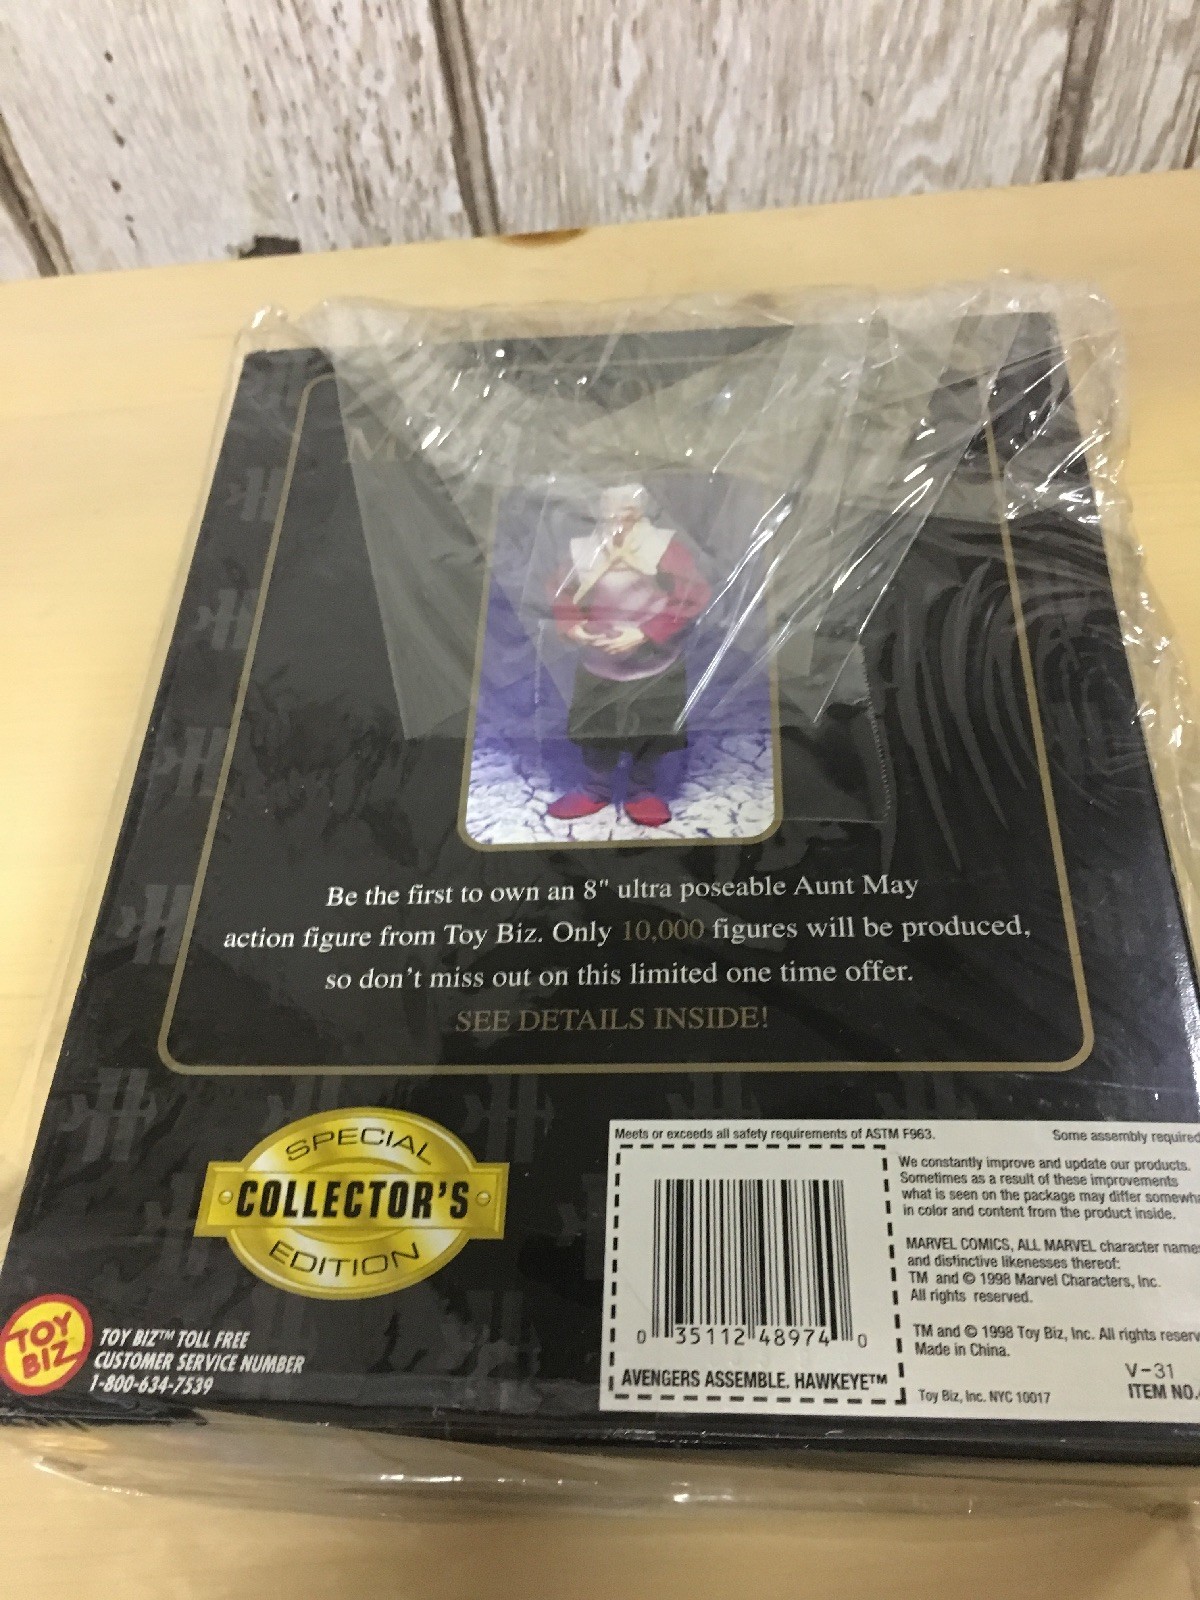 Be the first to own an 8" ultra poseable Aunt May
action figure from Toy Biz. Only 10,000 figures will be produced,
so don't miss out on this limited one time offer.
SEE DETAILS INSIDE!
SPECIAL
COLLECTOR'S
EDITION
TOY
BIZ
TOY BIZ™ TOLL FREE
CUSTOMER SERVICE NUMBER
1-800-634-7539
Meets or exceeds all safety requirements of ASTM F963.
Some assembly required
0 35112 48974 0
AVENGERS ASSEMBLE. HAWKEYE™
We constantly improve and update our products.
Sometimes as a result of these improvements
what is seen on the package may differ
in color and content from the product inside.
MARVEL COMICS, ALL MARVEL character names
and distinctive likenesses thereof:
TM and © 1998 Marvel Characters, Inc.
All rights reserved.
TM and © 1998 Toy Biz, Inc. All rights
Made in China.
V-31
Toy Biz, Inc. NYC 10017
ITEM NO.